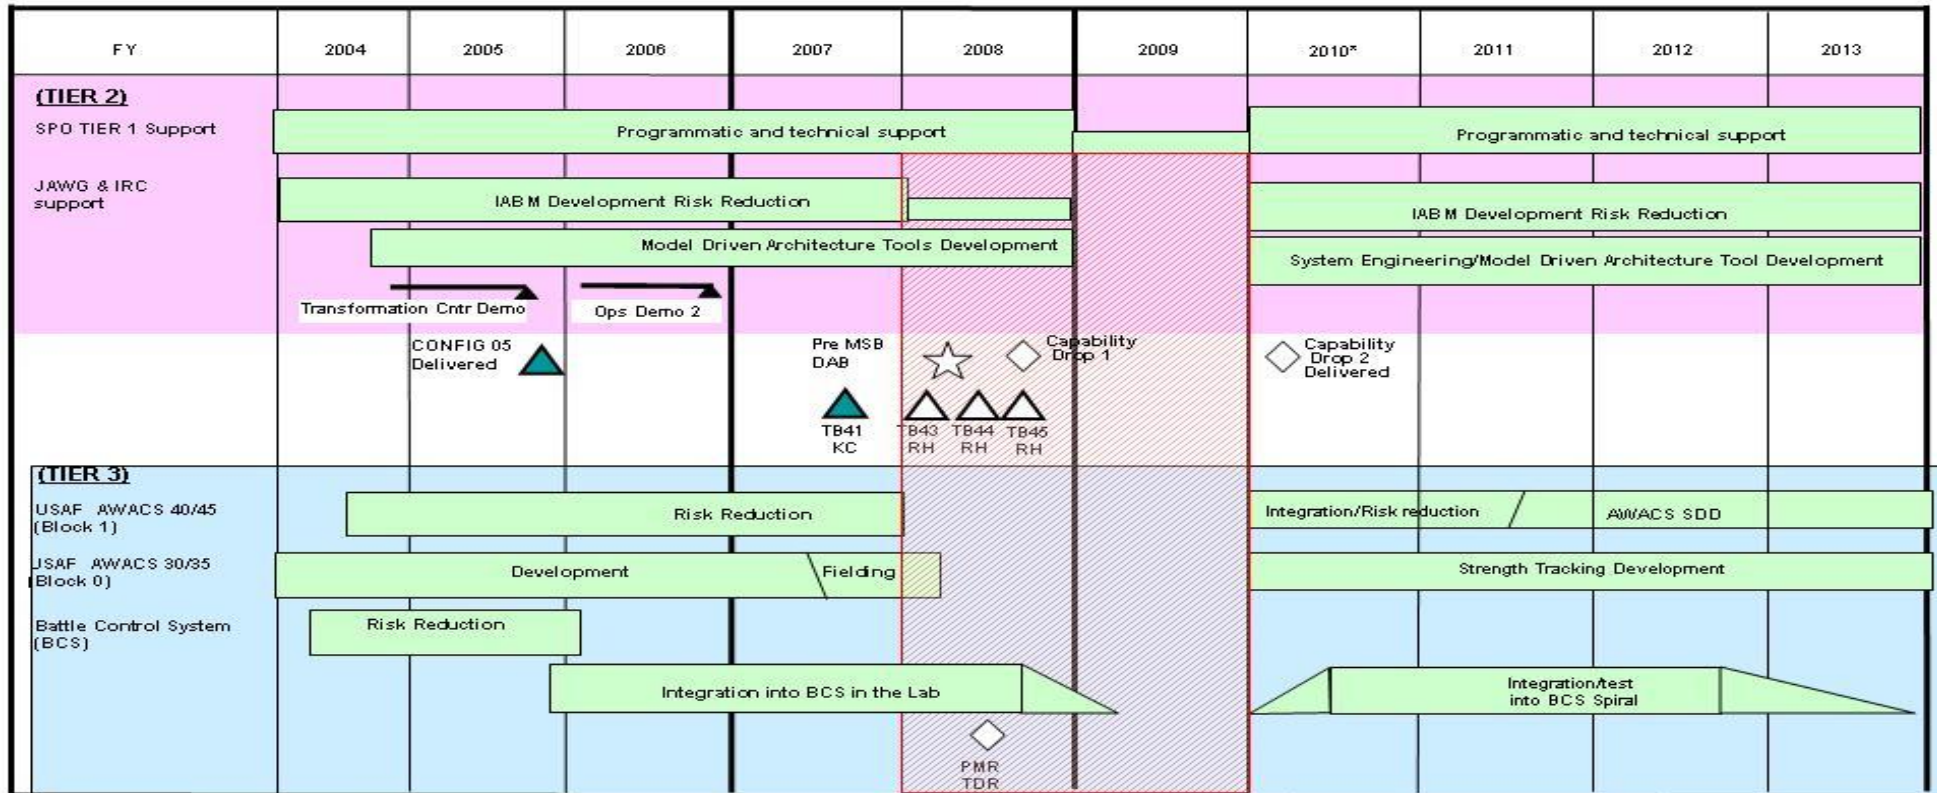 FY 2004 2005 2006 2007 2008 2009 2010* 2011 2012 2013
(TIER 2)
SPO TIER 1 Support
Programmatic and technical support
Programmatic and technical support
JAWG & IRC
support
IABM Development Risk Reduction
IABM Development Risk Reduction
Model Driven Architecture Tools Development
System Engineering/Model Driven Architecture Tool Development
Transformation Cntr Demo
Ops Demo 2
CONFIG 05
Delivered
Pre MSB
DAB
Capability
Drop 1
Capability
Drop 2
Delivered
TB41
KC
TB43
RH
TB44
RH
TB45
RH
(TIER 3)
USAF AWACS 40/45
(Block 1)
Risk Reduction
Integration/Risk reduction
AWACS SDD
JSAF AWACS 30/35
(Block 0)
Development
Fielding
Strength Tracking Development
Battle Control System
(BCS)
Risk Reduction
Integration into BCS in the Lab
Integration/test
into BCS Spiral
PMR
TDR